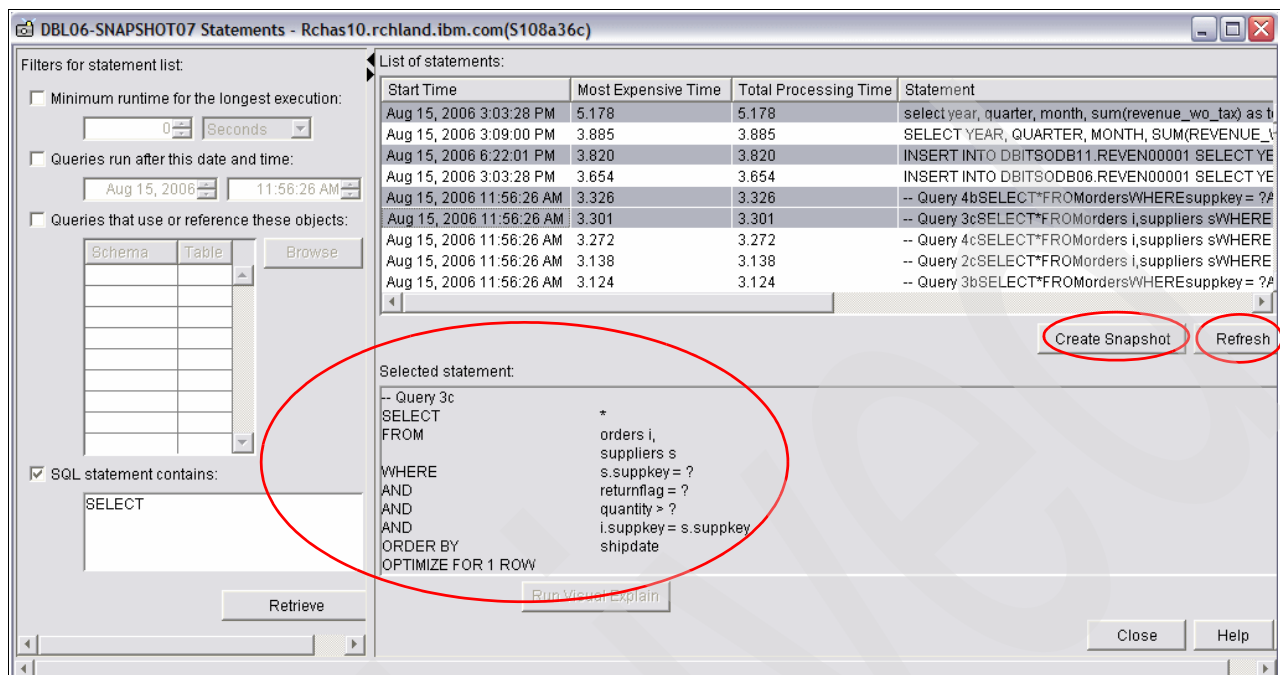 DBL06-SNAPSHOT07 Statements - Rchas10.rchland.ibm.com(S108a36c)
Filters for statement list:
Minimum runtime for the longest execution:
0 Seconds
Queries run after this date and time:
Aug 15, 2006 11:56:26 AM
Queries that use or reference these objects:
Schema Table Browse
SQL statement contains:
SELECT
Retrieve
List of statements:
Start Time Most Expensive Time Total Processing Time Statement
Aug 15, 2006 3:03:28 PM 5.178 5.178 select year, quarter, month, sum(revenue_wo_tax) as
Aug 15, 2006 3:09:00 PM 3.885 3.885 SELECT YEAR, QUARTER, MONTH, SUM(REVENUE_
Aug 15, 2006 6:22:01 PM 3.820 3.820 INSERT INTO DBITSODB11.REVEN00001 SELECT YE
Aug 15, 2006 3:03:28 PM 3.654 3.654 INSERT INTO DBITSODB06.REVEN00001 SELECT YE
Aug 15, 2006 11:56:26 AM 3.326 3.326 -- Query 4bSELECT*FROMordersWHEREsuppkey = ?A
Aug 15, 2006 11:56:26 AM 3.301 3.301 -- Query 3cSELECT*FROMorders i,suppliers sWHERE
Aug 15, 2006 11:56:26 AM 3.272 3.272 -- Query 4cSELECT*FROMorders i,suppliers sWHERE
Aug 15, 2006 11:56:26 AM 3.138 3.138 -- Query 2cSELECT*FROMorders i,suppliers sWHERE
Aug 15, 2006 11:56:26 AM 3.124 3.124 -- Query 3bSELECT*FROMordersWHEREsuppkey = ?A
Create Snapshot Refresh
Selected statement:
-- Query 3c
SELECT *
FROM orders i,
suppliers s
WHERE s.suppkey = ?
AND returnflag = ?
AND quantity > ?
AND i.suppkey = s.suppkey
ORDER BY shipdate
OPTIMIZE FOR 1 ROW
Run Visual Explain
Close Help